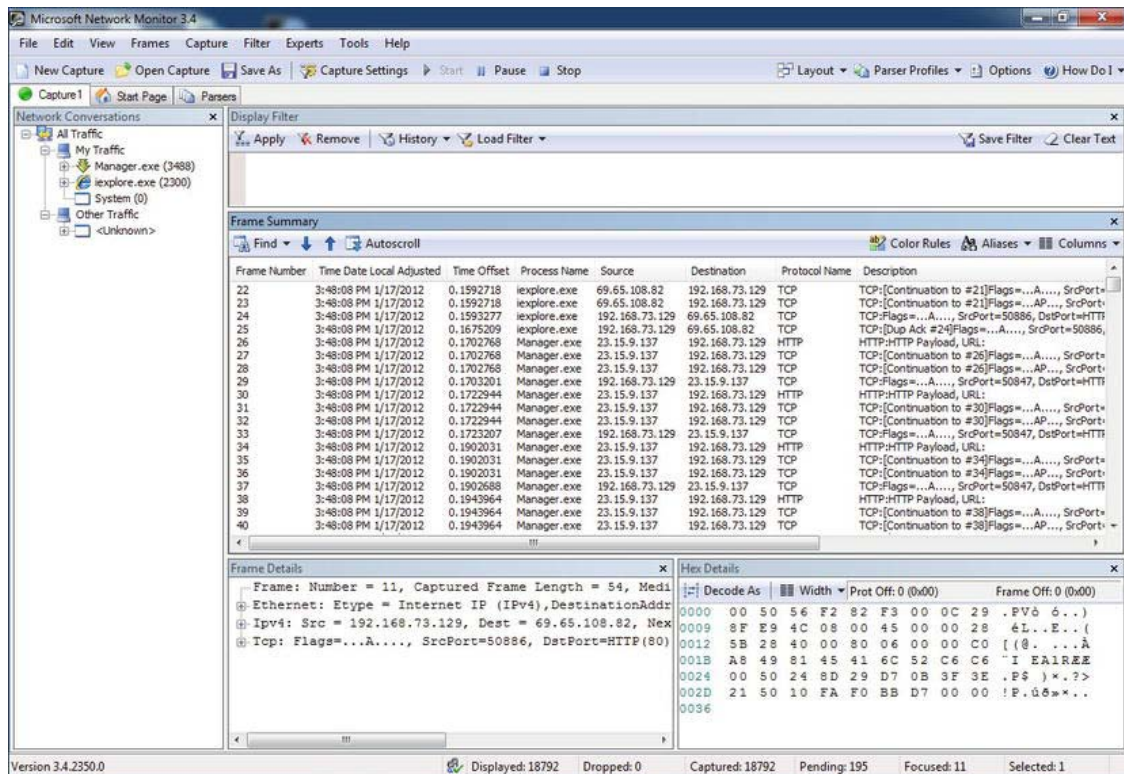 Microsoft Network Monitor 3.4
File Edit View Frames Capture Filter Experts Tools Help
New Capture Open Capture Save As Capture Settings Start Pause Stop Layout Parser Profiles Options How Do I
Capture1 Start Page Parsers
Network Conversations
All Traffic
My Traffic
Manager.exe (3488)
iexplore.exe (2300)
System (0)
Other Traffic
<Unknown>
Display Filter
Apply Remove History Load Filter Save Filter Clear Text
Frame Summary
Find Autoscroll Color Rules Aliases Columns
Frame Number Time Date Local Adjusted Time Offset Process Name Source Destination Protocol Name Description
22 3:48:08 PM 1/17/2012 0.1592718 iexplore.exe 69.65.108.82 192.168.73.129 TCP TCP:[Continuation to #21]Flags=...A...., SrcPort=
23 3:48:08 PM 1/17/2012 0.1592718 iexplore.exe 69.65.108.82 192.168.73.129 TCP TCP:[Continuation to #21]Flags=...AP..., SrcPort
24 3:48:08 PM 1/17/2012 0.1593277 iexplore.exe 192.168.73.129 69.65.108.82 TCP TCP:Flags=...A...., SrcPort=50886, DstPort=HTT
25 3:48:08 PM 1/17/2012 0.1675209 iexplore.exe 192.168.73.129 69.65.108.82 TCP TCP:[Dup Ack #24]Flags=...A...., SrcPort=50886,
26 3:48:08 PM 1/17/2012 0.1702768 Manager.exe 23.15.9.137 192.168.73.129 HTTP HTTP:HTTP Payload, URL:
27 3:48:08 PM 1/17/2012 0.1702768 Manager.exe 23.15.9.137 192.168.73.129 TCP TCP:[Continuation to #26]Flags=...A...., SrcPort=
28 3:48:08 PM 1/17/2012 0.1702768 Manager.exe 23.15.9.137 192.168.73.129 TCP TCP:[Continuation to #26]Flags=...AP..., SrcPort
29 3:48:08 PM 1/17/2012 0.1703201 Manager.exe 192.168.73.129 23.15.9.137 TCP TCP:Flags=...A...., SrcPort=50847, DstPort=HTT
30 3:48:08 PM 1/17/2012 0.1722944 Manager.exe 23.15.9.137 192.168.73.129 HTTP HTTP:HTTP Payload, URL:
31 3:48:08 PM 1/17/2012 0.1722944 Manager.exe 23.15.9.137 192.168.73.129 TCP TCP:[Continuation to #30]Flags=...A...., SrcPort=
32 3:48:08 PM 1/17/2012 0.1722944 Manager.exe 23.15.9.137 192.168.73.129 TCP TCP:[Continuation to #30]Flags=...AP..., SrcPort
33 3:48:08 PM 1/17/2012 0.1723207 Manager.exe 192.168.73.129 23.15.9.137 TCP TCP:Flags=...A...., SrcPort=50847, DstPort=HTT
34 3:48:08 PM 1/17/2012 0.1902031 Manager.exe 23.15.9.137 192.168.73.129 HTTP HTTP:HTTP Payload, URL:
35 3:48:08 PM 1/17/2012 0.1902031 Manager.exe 23.15.9.137 192.168.73.129 TCP TCP:[Continuation to #34]Flags=...A...., SrcPort=
36 3:48:08 PM 1/17/2012 0.1902031 Manager.exe 23.15.9.137 192.168.73.129 TCP TCP:[Continuation to #34]Flags=...AP..., SrcPort
37 3:48:08 PM 1/17/2012 0.1902688 Manager.exe 192.168.73.129 23.15.9.137 TCP TCP:Flags=...A...., SrcPort=50847, DstPort=HTT
38 3:48:08 PM 1/17/2012 0.1943964 Manager.exe 23.15.9.137 192.168.73.129 HTTP HTTP:HTTP Payload, URL:
39 3:48:08 PM 1/17/2012 0.1943964 Manager.exe 23.15.9.137 192.168.73.129 TCP TCP:[Continuation to #38]Flags=...A...., SrcPort=
40 3:48:08 PM 1/17/2012 0.1943964 Manager.exe 23.15.9.137 192.168.73.129 TCP TCP:[Continuation to #38]Flags=...AP..., SrcPort
Frame Details
Frame: Number = 11, Captured Frame Length = 54, Medi
Ethernet: Etype = Internet IP (IPv4),DestinationAddr
Ipv4: Src = 192.168.73.129, Dest = 69.65.108.82, Nex
Tcp: Flags=...A...., SrcPort=50886, DstPort=HTTP(80)
Hex Details
Decode As Width Prot Off: 0 (0x00) Frame Off: 0 (0x00)
0000 00 50 56 F2 82 F3 00 0C 29 .PVò ó..)
0009 8F E9 4C 08 00 45 00 00 28 éL..E..(
0012 5B 28 40 00 80 06 00 00 C0 [(@. ...À
001B A8 49 81 45 41 6C 52 C6 C6 ¨I EAlRÆÆ
0024 00 50 24 8D 29 D7 0B 3F 3E .P$ )×.?>
002D 21 50 10 FA F0 BB D7 00 00 !P.úð»×..
0036
Version 3.4.2350.0 Displayed: 18792 Dropped: 0 Captured: 18792 Pending: 195 Focused: 11 Selected: 1